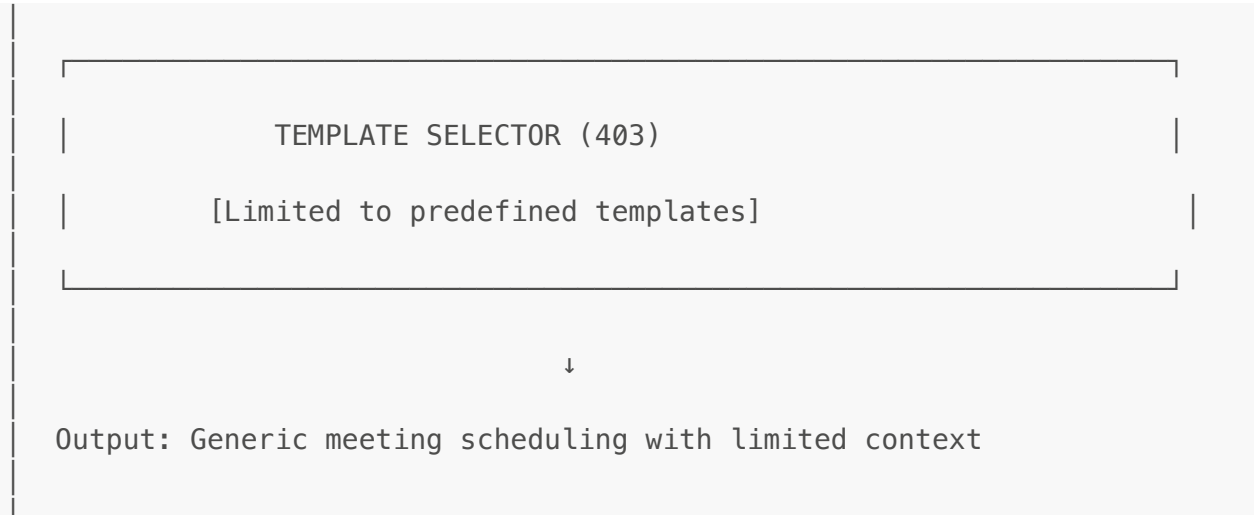 TEMPLATE SELECTOR (403)
[Limited to predefined templates]
↓
Output: Generic meeting scheduling with limited context